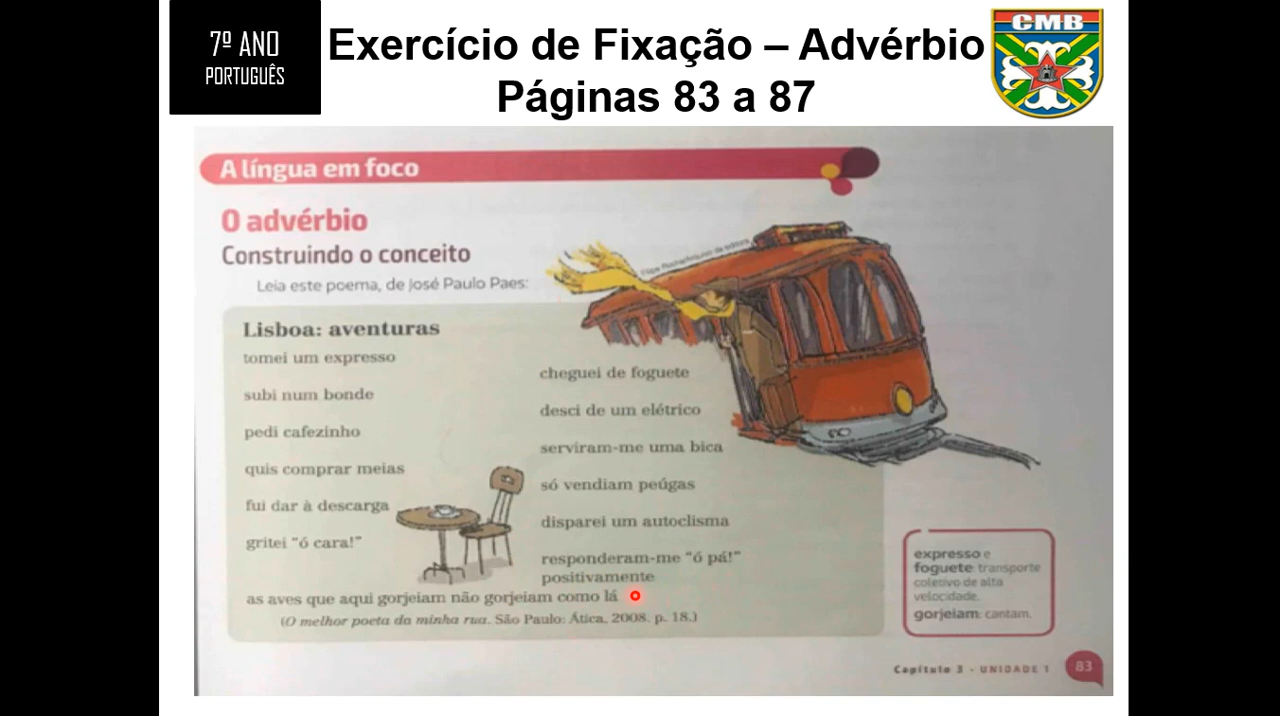 7º ANO
PORTUGUÊS
Exercício de Fixação – Advérbio
Páginas 83 a 87
CMB
A língua em foco
O advérbio
Construindo o conceito
Leia este poema, de José Paulo Paes:
Lisboa: aventuras
tomei um expresso
cheguei de foguete
subi num bonde
desci de um elétrico
pedi cafezinho
serviram-me uma bica
quis comprar meias
só vendiam peúgas
fui dar à descarga
disparei um autoclisma
gritei "ó cara!"
responderam-me "ó pá!"
positivamente
as aves que aqui gorjeiam não gorjeiam como lá
(O melhor poeta da minha rua. São Paulo: Ática, 2008. p. 18.)
expresso e
foguete: transporte
coletivo de alta
velocidade.
gorjeiam: cantam.
Capítulo 3 - UNIDADE 1
83